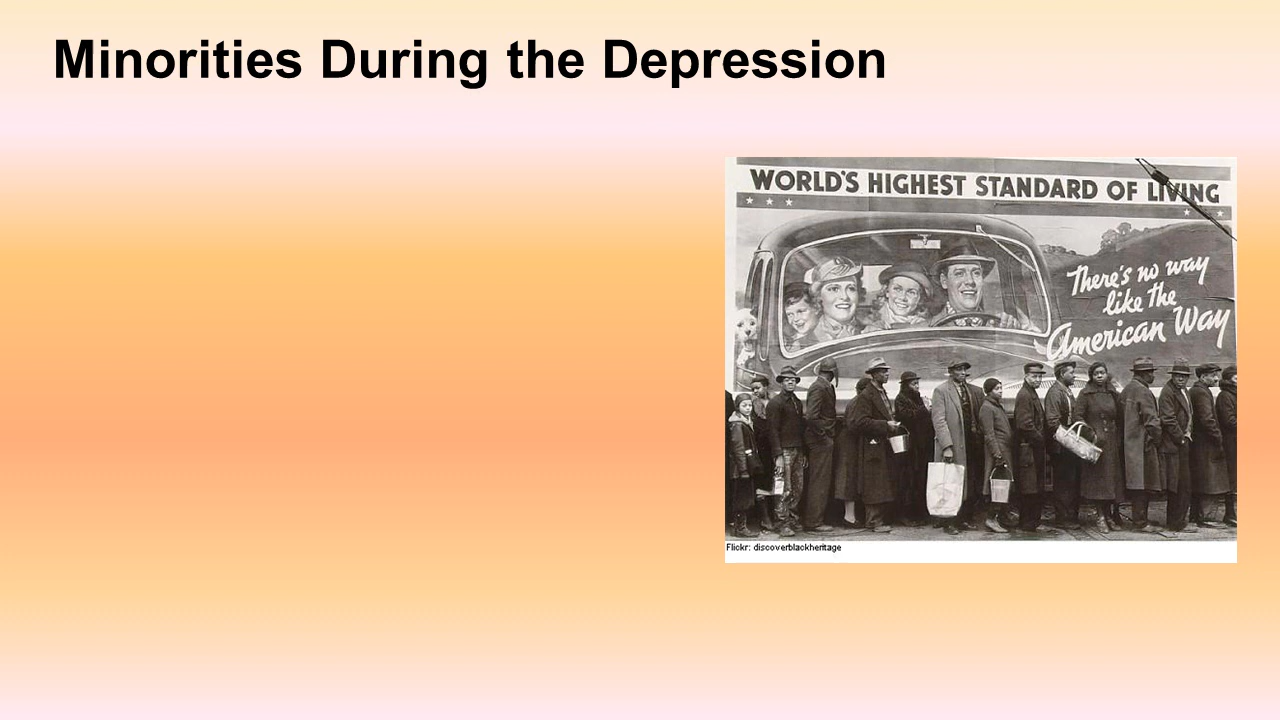 Minorities During the Depression
WORLD'S HIGHEST STANDARD OF LIVING
There's no way
like the
American Way
Flickr: discoverblackheritage